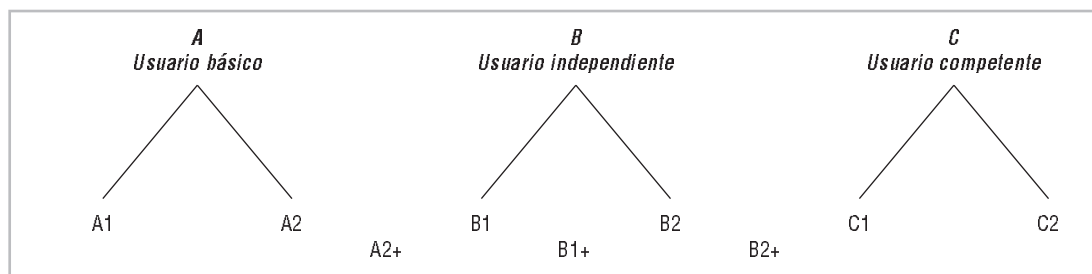 A B C
Usuario básico Usuario independiente Usuario competente
A1 A2 B1 B2 C1 C2
A2+ B1+ B2+